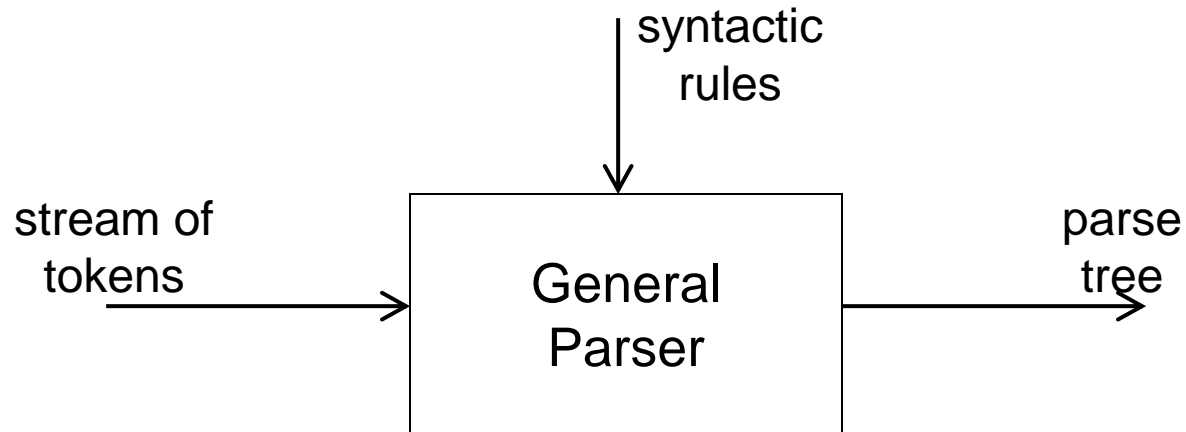 syntactic
rules
stream of
tokens
General
Parser
parse
tree